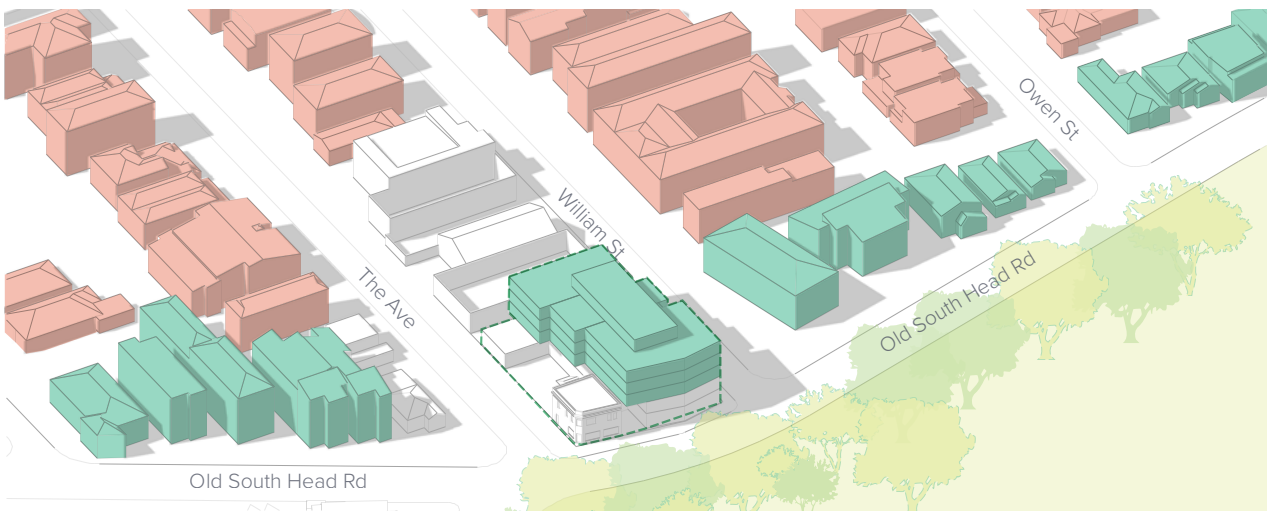 Owen St
William St
Old South Head Rd
The Ave
Old South Head Rd